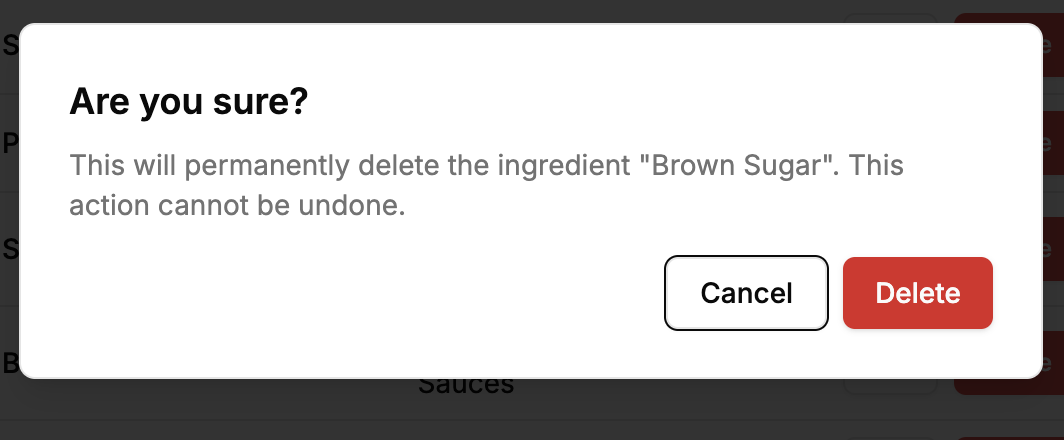 Are you sure?
This will permanently delete the ingredient "Brown Sugar". This
action cannot be undone.
Cancel Delete
Sauces